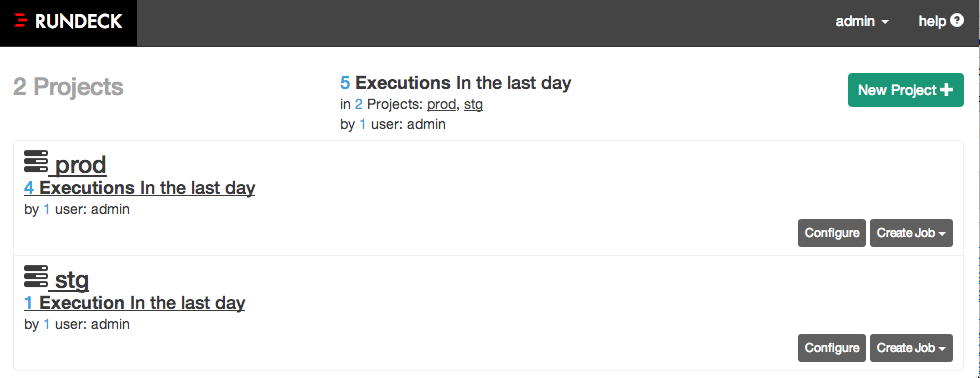 RUNDECK
admin
help
2 Projects
5 Executions In the last day
in 2 Projects: prod, stg
by 1 user: admin
New Project
prod
4 Executions In the last day
by 1 user: admin
Configure
Create Job
stg
1 Execution In the last day
by 1 user: admin
Configure
Create Job